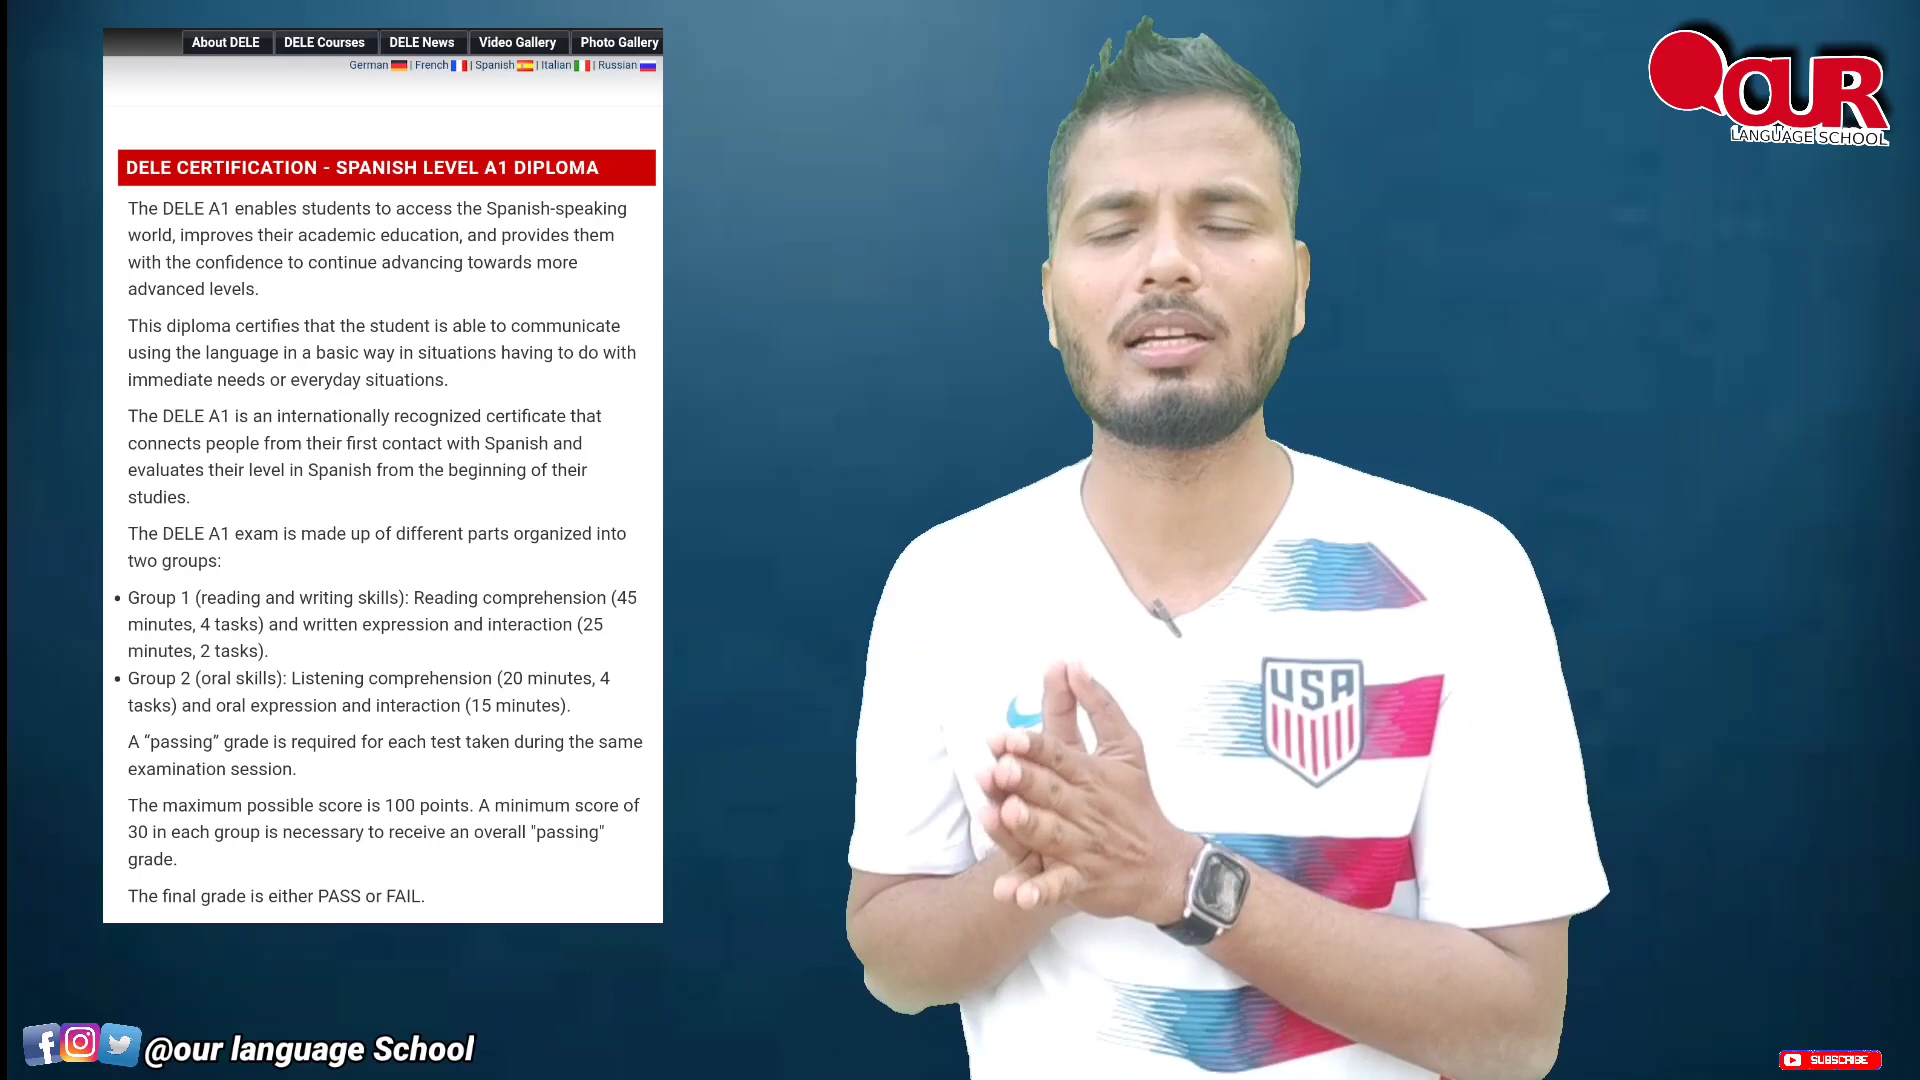 About DELE DELE Courses DELE News Video Gallery Photo Gallery
German | French | Spanish | Italian | Russian
DELE CERTIFICATION - SPANISH LEVEL A1 DIPLOMA
The DELE A1 enables students to access the Spanish-speaking
world, improves their academic education, and provides them
with the confidence to continue advancing towards more
advanced levels.
This diploma certifies that the student is able to communicate
using the language in a basic way in situations having to do with
immediate needs or everyday situations.
The DELE A1 is an internationally recognized certificate that
connects people from their first contact with Spanish and
evaluates their level in Spanish from the beginning of their
studies.
The DELE A1 exam is made up of different parts organized into
two groups:
• Group 1 (reading and writing skills): Reading comprehension (45
minutes, 4 tasks) and written expression and interaction (25
minutes, 2 tasks).
• Group 2 (oral skills): Listening comprehension (20 minutes, 4
tasks) and oral expression and interaction (15 minutes).
A “passing” grade is required for each test taken during the same
examination session.
The maximum possible score is 100 points. A minimum score of
30 in each group is necessary to receive an overall "passing"
grade.
The final grade is either PASS or FAIL.
OUR
LANGUAGE SCHOOL
USA
@our language School
SUBSCRIBE